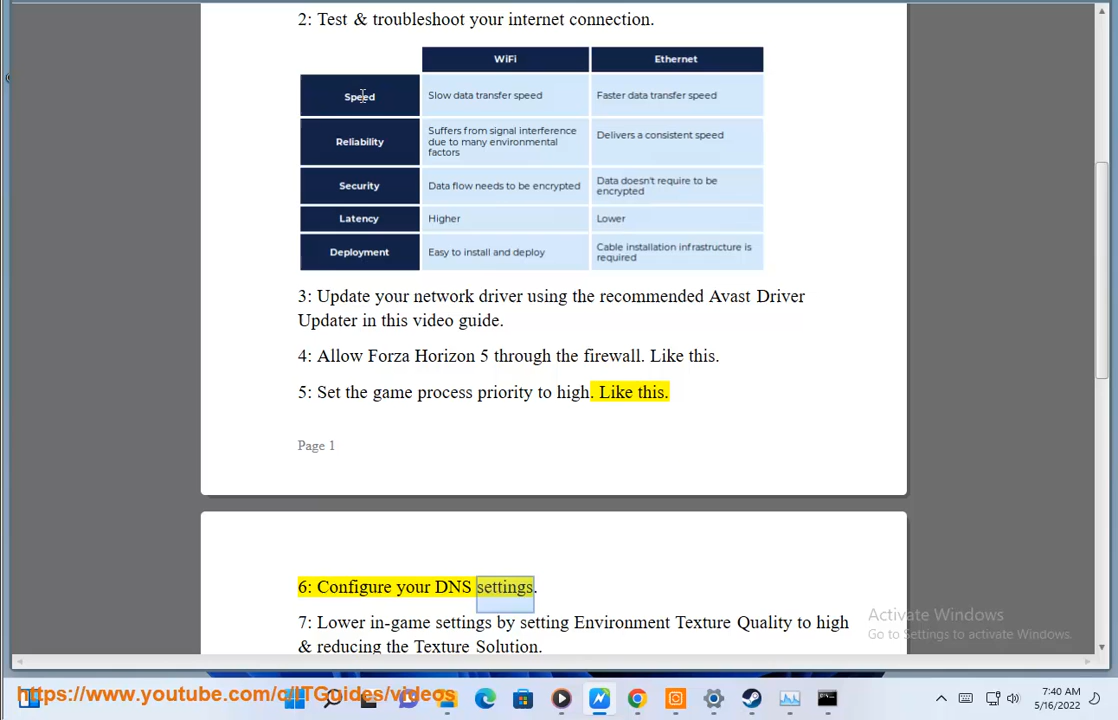 2: Test & troubleshoot your internet connection.
WiFi Ethernet
Speed Slow data transfer speed Faster data transfer speed
Reliability Suffers from signal interference due to many environmental factors Delivers a consistent speed
Security Data flow needs to be encrypted Data doesn't require to be encrypted
Latency Higher Lower
Deployment Easy to install and deploy Cable installation infrastructure is required
3: Update your network driver using the recommended Avast Driver
Updater in this video guide.
4: Allow Forza Horizon 5 through the firewall. Like this.
5: Set the game process priority to high. Like this.
Page 1
6: Configure your DNS settings.
7: Lower in-game settings by setting Environment Texture Quality to high
& reducing the Texture Solution.
Activate Windows
Go to Settings to activate Windows.
https://www.youtube.com/c/ITGuides/videos
7:40 AM
5/16/2022